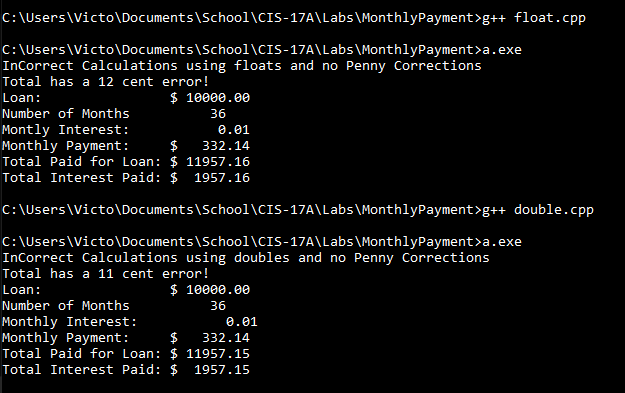 C:\Users\Victo\Documents\School\CIS-17A\Labs\MonthlyPayment>g++ float.cpp
C:\Users\Victo\Documents\School\CIS-17A\Labs\MonthlyPayment>a.exe
InCorrect Calculations using floats and no Penny Corrections
Total has a 12 cent error!
Loan:                $ 10000.00
Number of Months          36
Montly Interest:           0.01
Monthly Payment:     $   332.14
Total Paid for Loan: $ 11957.16
Total Interest Paid: $  1957.16
C:\Users\Victo\Documents\School\CIS-17A\Labs\MonthlyPayment>g++ double.cpp
C:\Users\Victo\Documents\School\CIS-17A\Labs\MonthlyPayment>a.exe
InCorrect Calculations using doubles and no Penny Corrections
Total has a 11 cent error!
Loan:                $ 10000.00
Number of Months          36
Monthly Interest:           0.01
Monthly Payment:     $   332.14
Total Paid for Loan: $ 11957.15
Total Interest Paid: $  1957.15